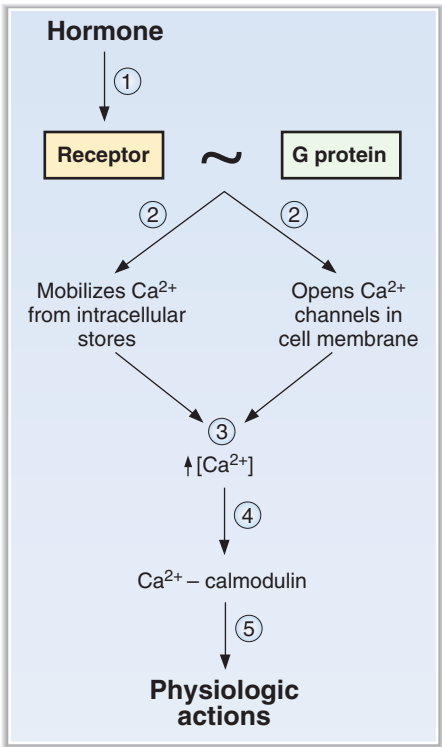 Hormone
①
Receptor ~ G protein
② ②
Mobilizes Ca²⁺
from intracellular
stores
Opens Ca²⁺
channels in
cell membrane
③
[Ca²⁺]
④
Ca²⁺ – calmodulin
⑤
Physiologic
actions